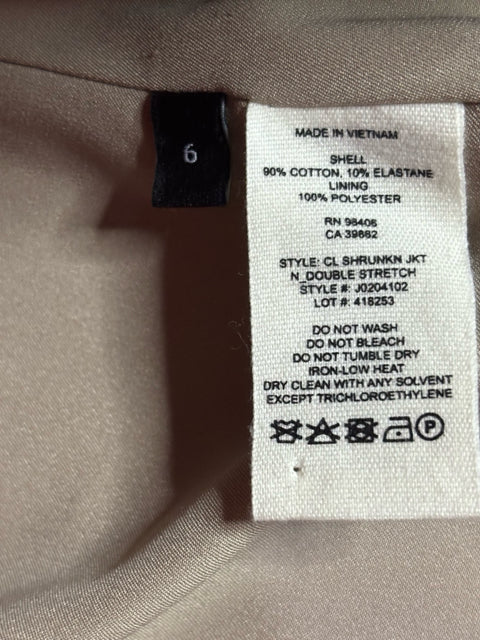 6
MADE IN VIETNAM
SHELL
90% COTTON, 10% ELASTANE
LINING
100% POLYESTER
RN 98406
CA 39882
STYLE: CL SHRUNKN JKT
N_DOUBLE STRETCH
STYLE #: J0204102
LOT #: 418253
DO NOT WASH
DO NOT BLEACH
DO NOT TUMBLE DRY
IRON-LOW HEAT
DRY CLEAN WITH ANY SOLVENT
EXCEPT TRICHLOROETHYLENE
P